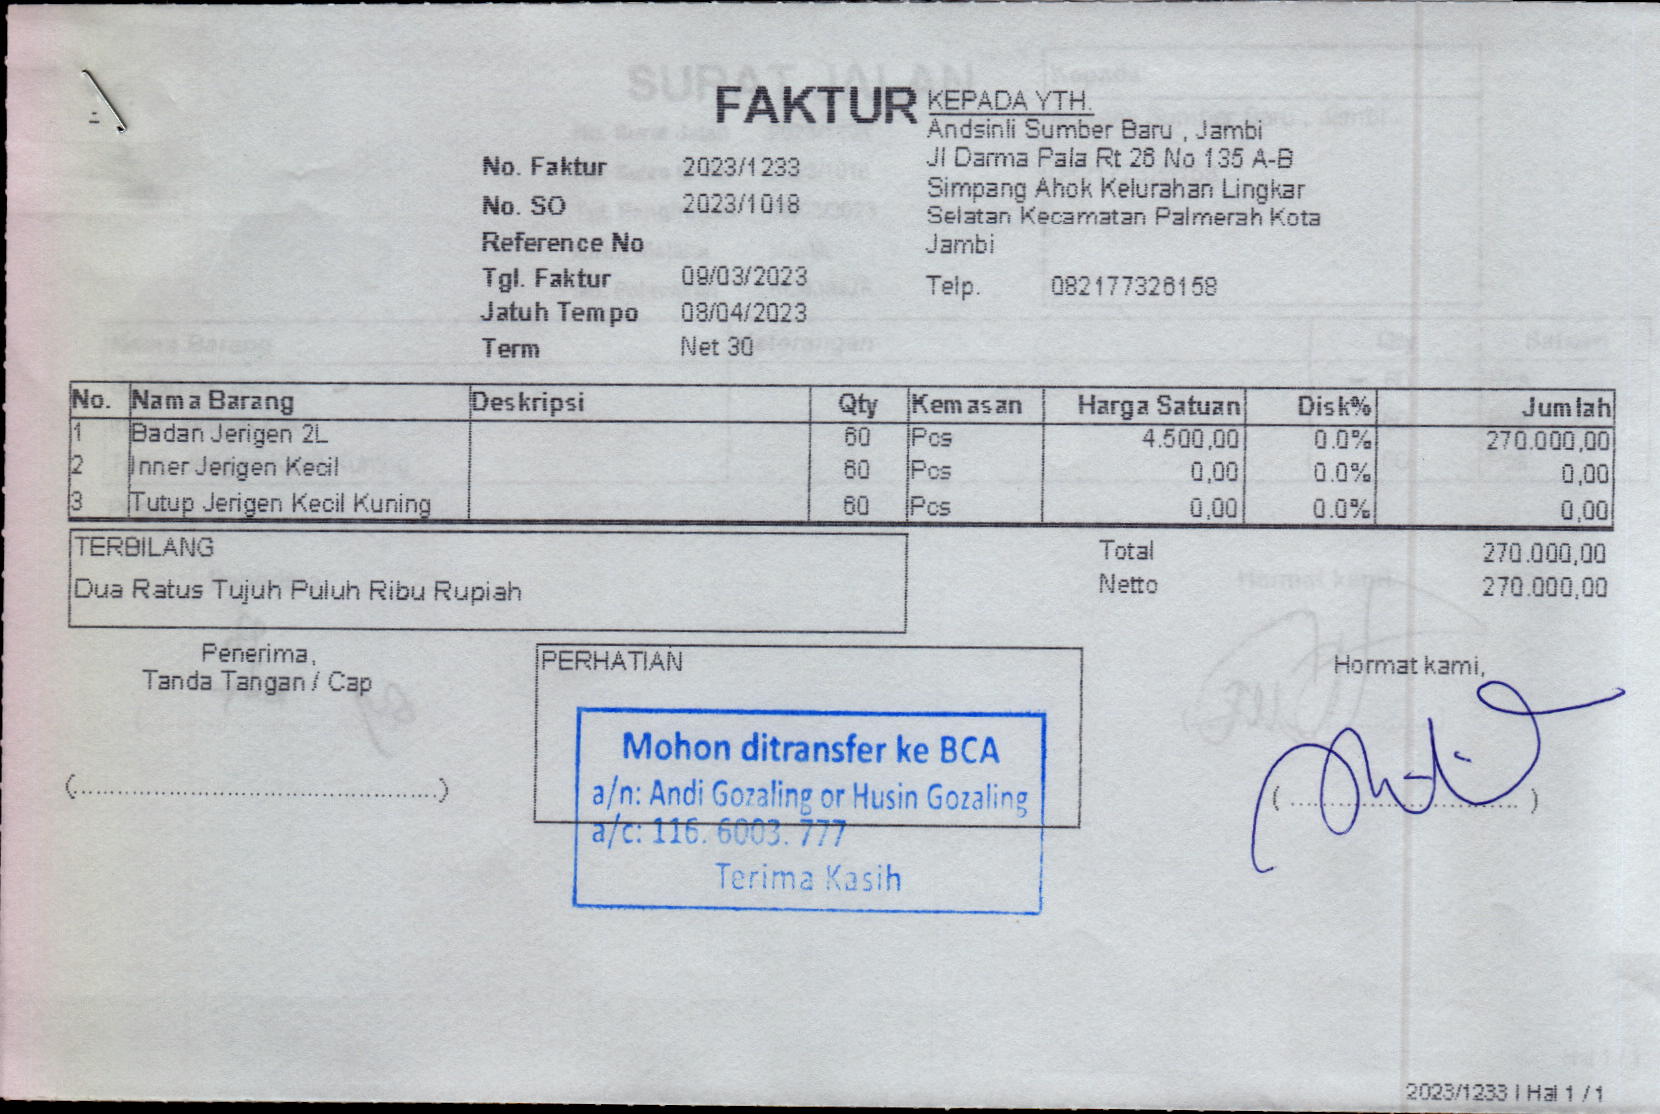 FAKTUR
No. Faktur 2023/1233
No. SO 2023/1018
Reference No
Tgl. Faktur 09/03/2023
Jatuh Tempo 08/04/2023
Term Net 30
KEPADA YTH.
Andsinli Sumber Baru , Jambi
Jl Darma Pala Rt 26 No 135 A-B
Simpang Ahok Kelurahan Lingkar
Selatan Kecamatan Palmerah Kota
Jambi
Telp. 082177326158
No. Nama Barang Deskripsi Qty Kemasan Harga Satuan Disk% Jumlah
1 Badan Jerigen 2L 60 Pcs 4.500,00 0.0% 270.000,00
2 Inner Jerigen Kecil 60 Pcs 0,00 0.0% 0,00
3 Tutup Jerigen Kecil Kuning 60 Pcs 0,00 0.0% 0,00
TERBILANG
Dua Ratus Tujuh Puluh Ribu Rupiah
Total 270.000,00
Netto 270.000,00
Penerima,
Tanda Tangan / Cap
(..........................................)
PERHATIAN
Mohon ditransfer ke BCA
a/n: Andi Gozaling or Husin Gozaling
a/c: 116. 6003. 777
Terima Kasih
Hormat kami,
( .............................. )
2023/1233 | Hal 1 / 1